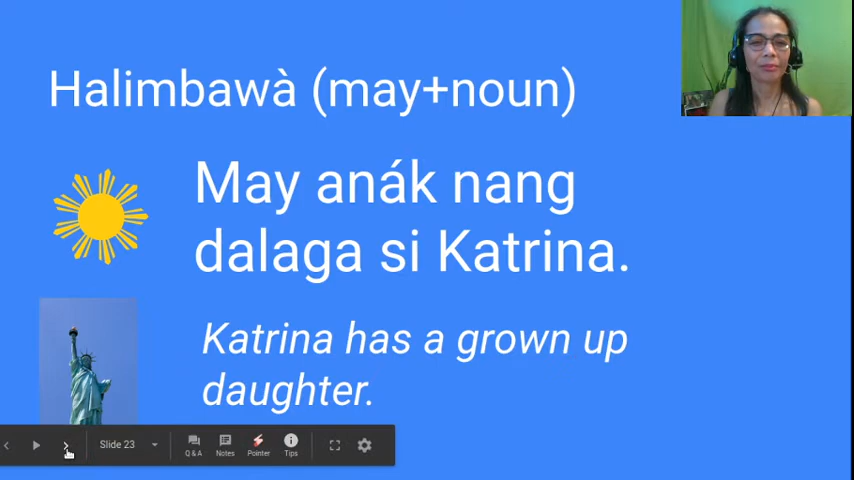 Halimbawà (may+noun)
May anák nang
dalaga si Katrina.
Katrina has a grown up
daughter.
Slide 23
Q & A
Notes
Pointer
Tips